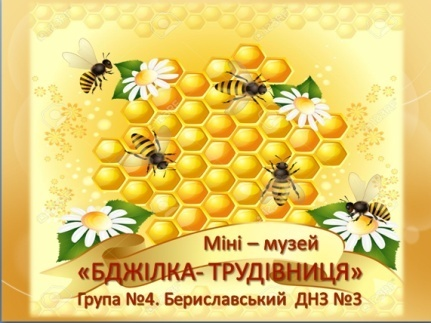 Міні – музей
«БДЖІЛКА- ТРУДІВНИЦЯ»
Група №4. Бериславський ДНЗ №3